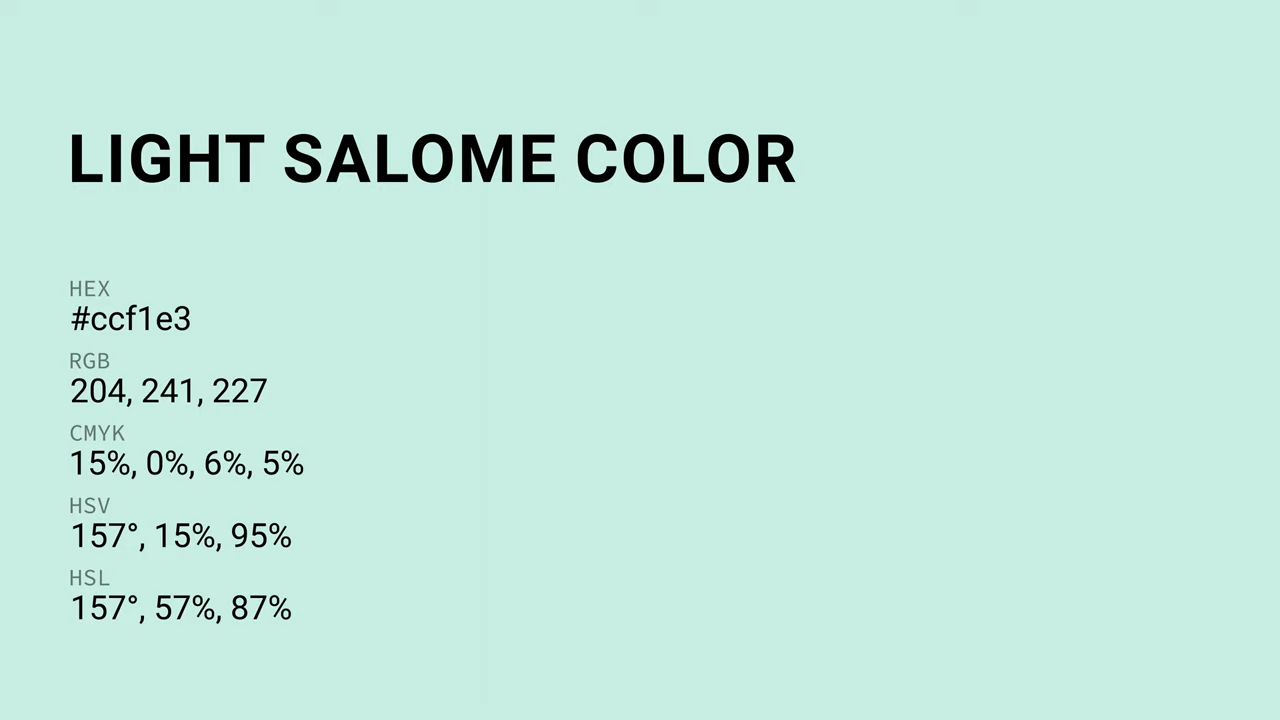 LIGHT SALOME COLOR
HEX
#ccf1e3
RGB
204, 241, 227
CMYK
15%, 0%, 6%, 5%
HSV
157°, 15%, 95%
HSL
157°, 57%, 87%